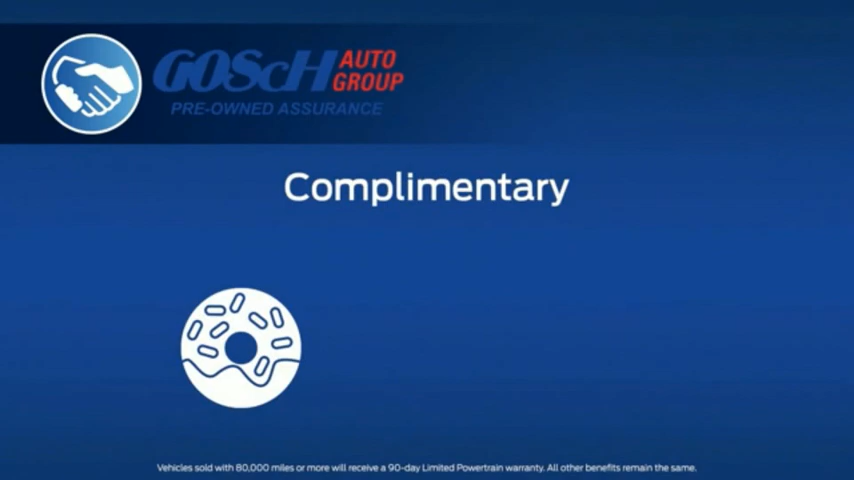 GOSCH AUTO GROUP
PRE-OWNED ASSURANCE
Complimentary
Vehicles sold with 80,000 miles or more will receive a 90-day Limited Powertrain warranty. All other benefits remain the same.